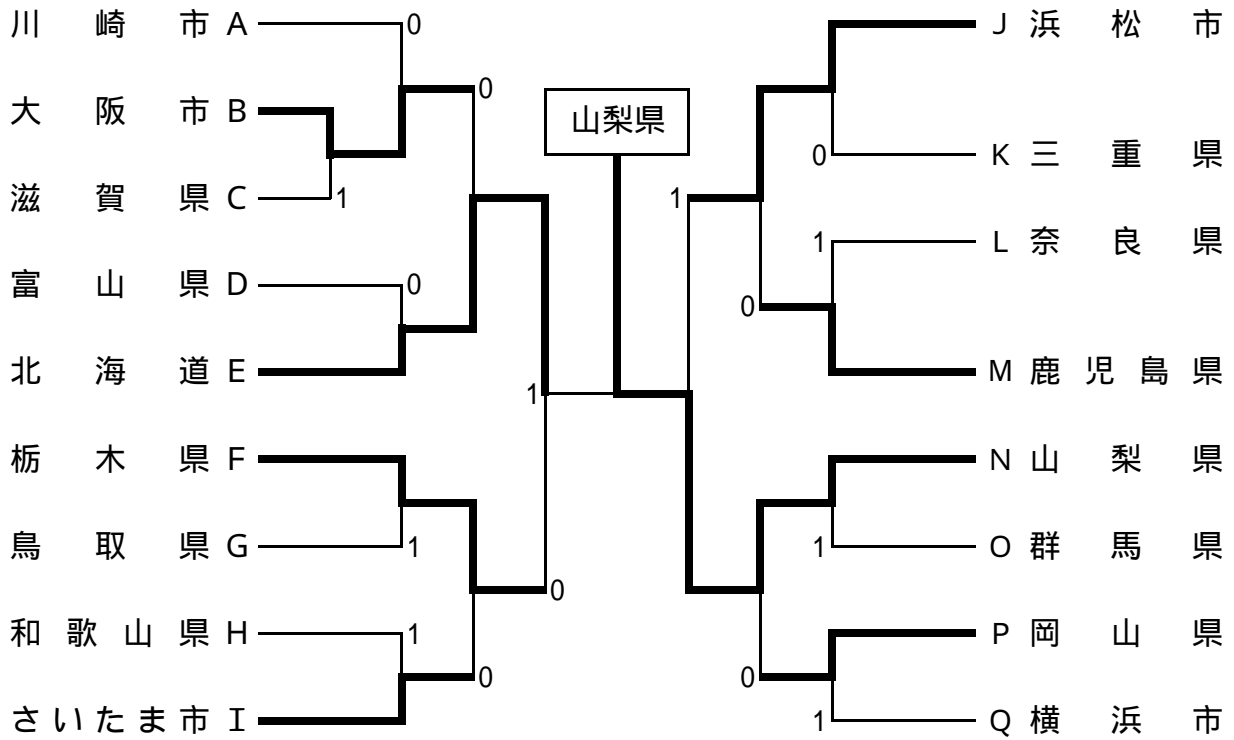 川崎市 A
0
大阪市 B
0
滋賀県 C
1
富山県 D
0
北海道 E
1
栃木県 F
鳥取県 G
1
0
和歌山県 H
1
さいたま市 I
0
山梨県
J 浜松市
0
K 三重県
1
1
L 奈良県
0
M 鹿児島県
N 山梨県
1
O 群馬県
P 岡山県
0
1
Q 横浜市